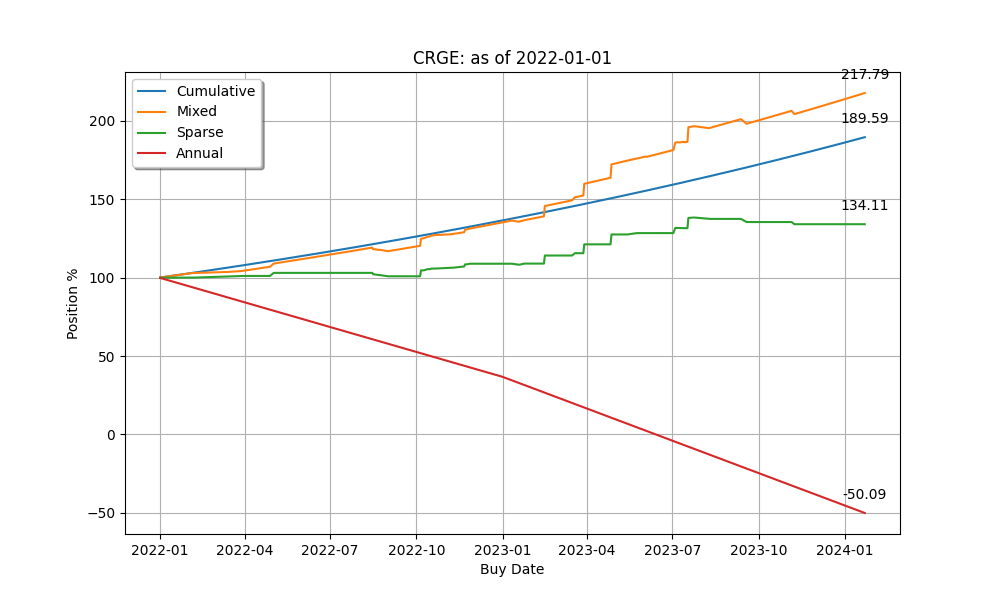 CRGE: as of 2022-01-01
Cumulative
Mixed
Sparse
Annual
217.79
189.59
134.11
-50.09
200
150
100
50
0
−50
Position %
2022-01 2022-04 2022-07 2022-10 2023-01 2023-04 2023-07 2023-10 2024-01
Buy Date